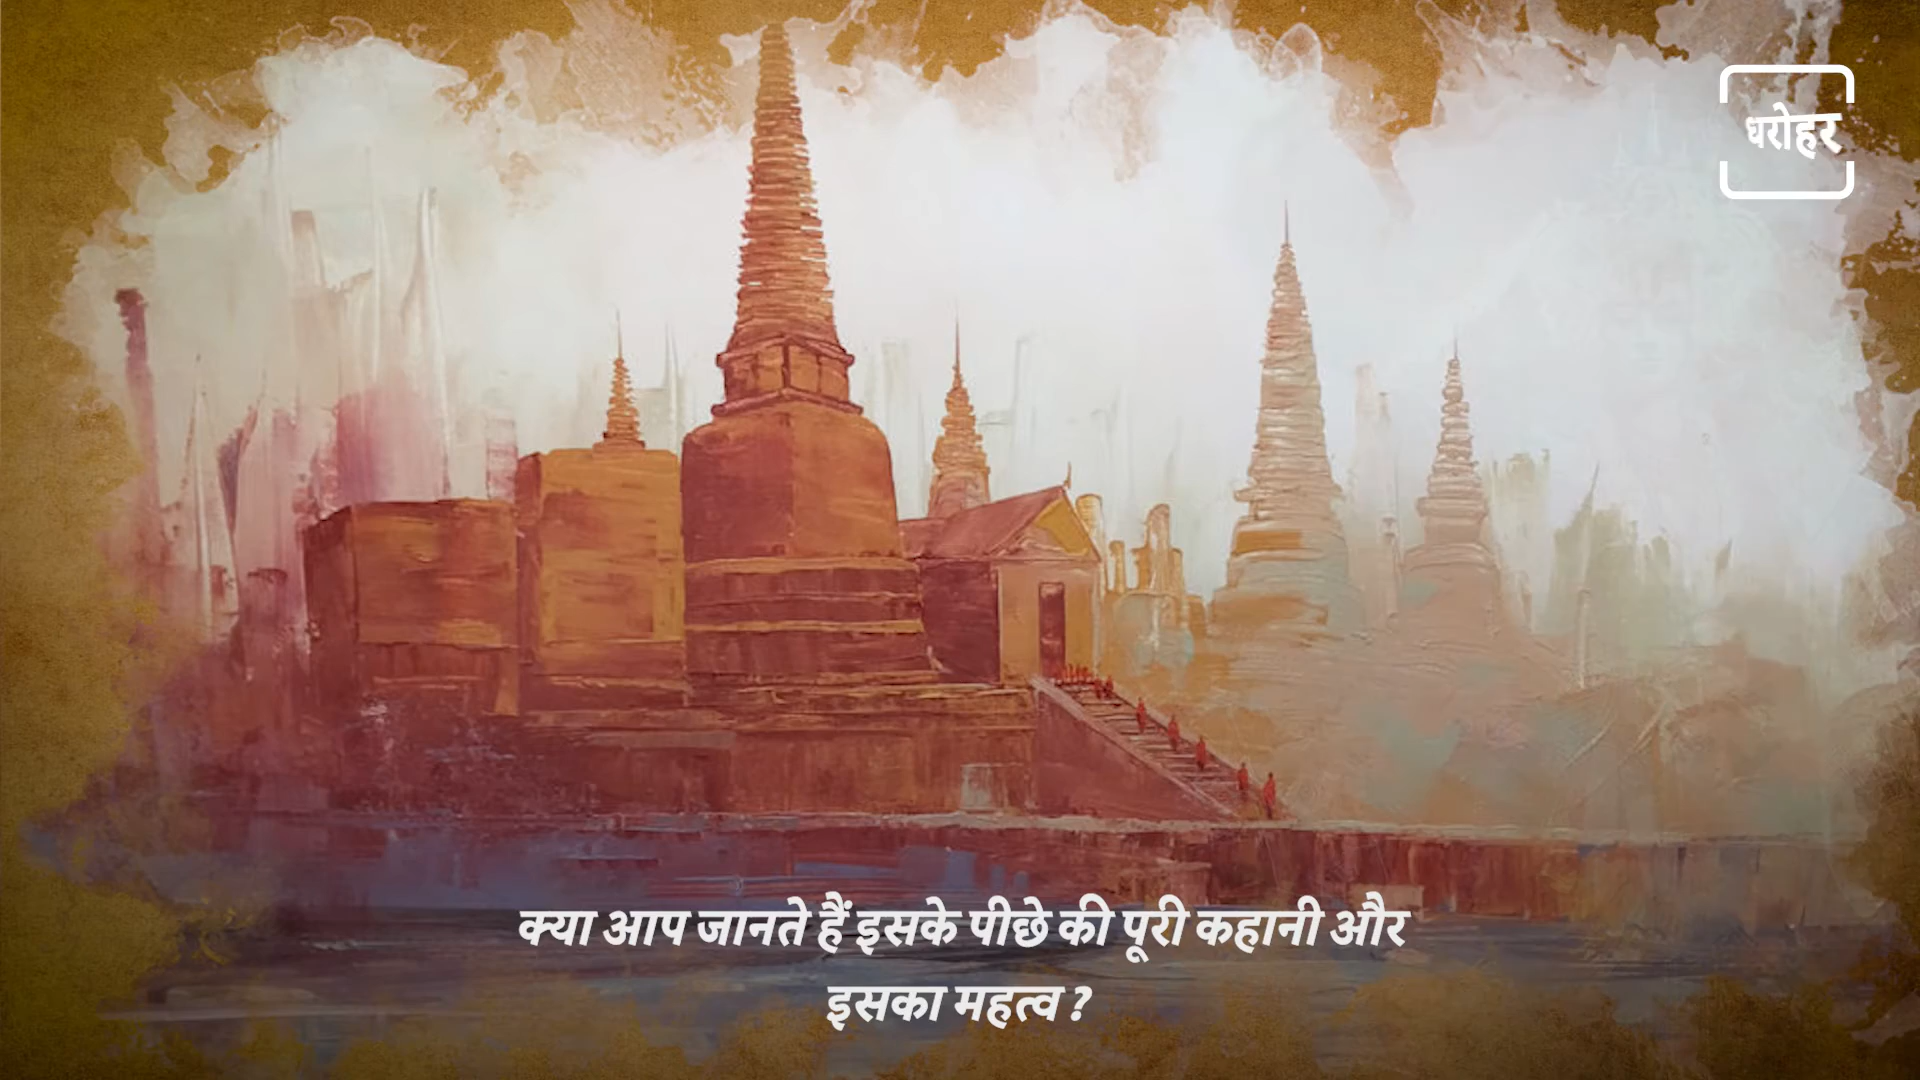 धरोहर
क्या आप जानते हैं इसके पीछे की पूरी कहानी और
इसका महत्व ?